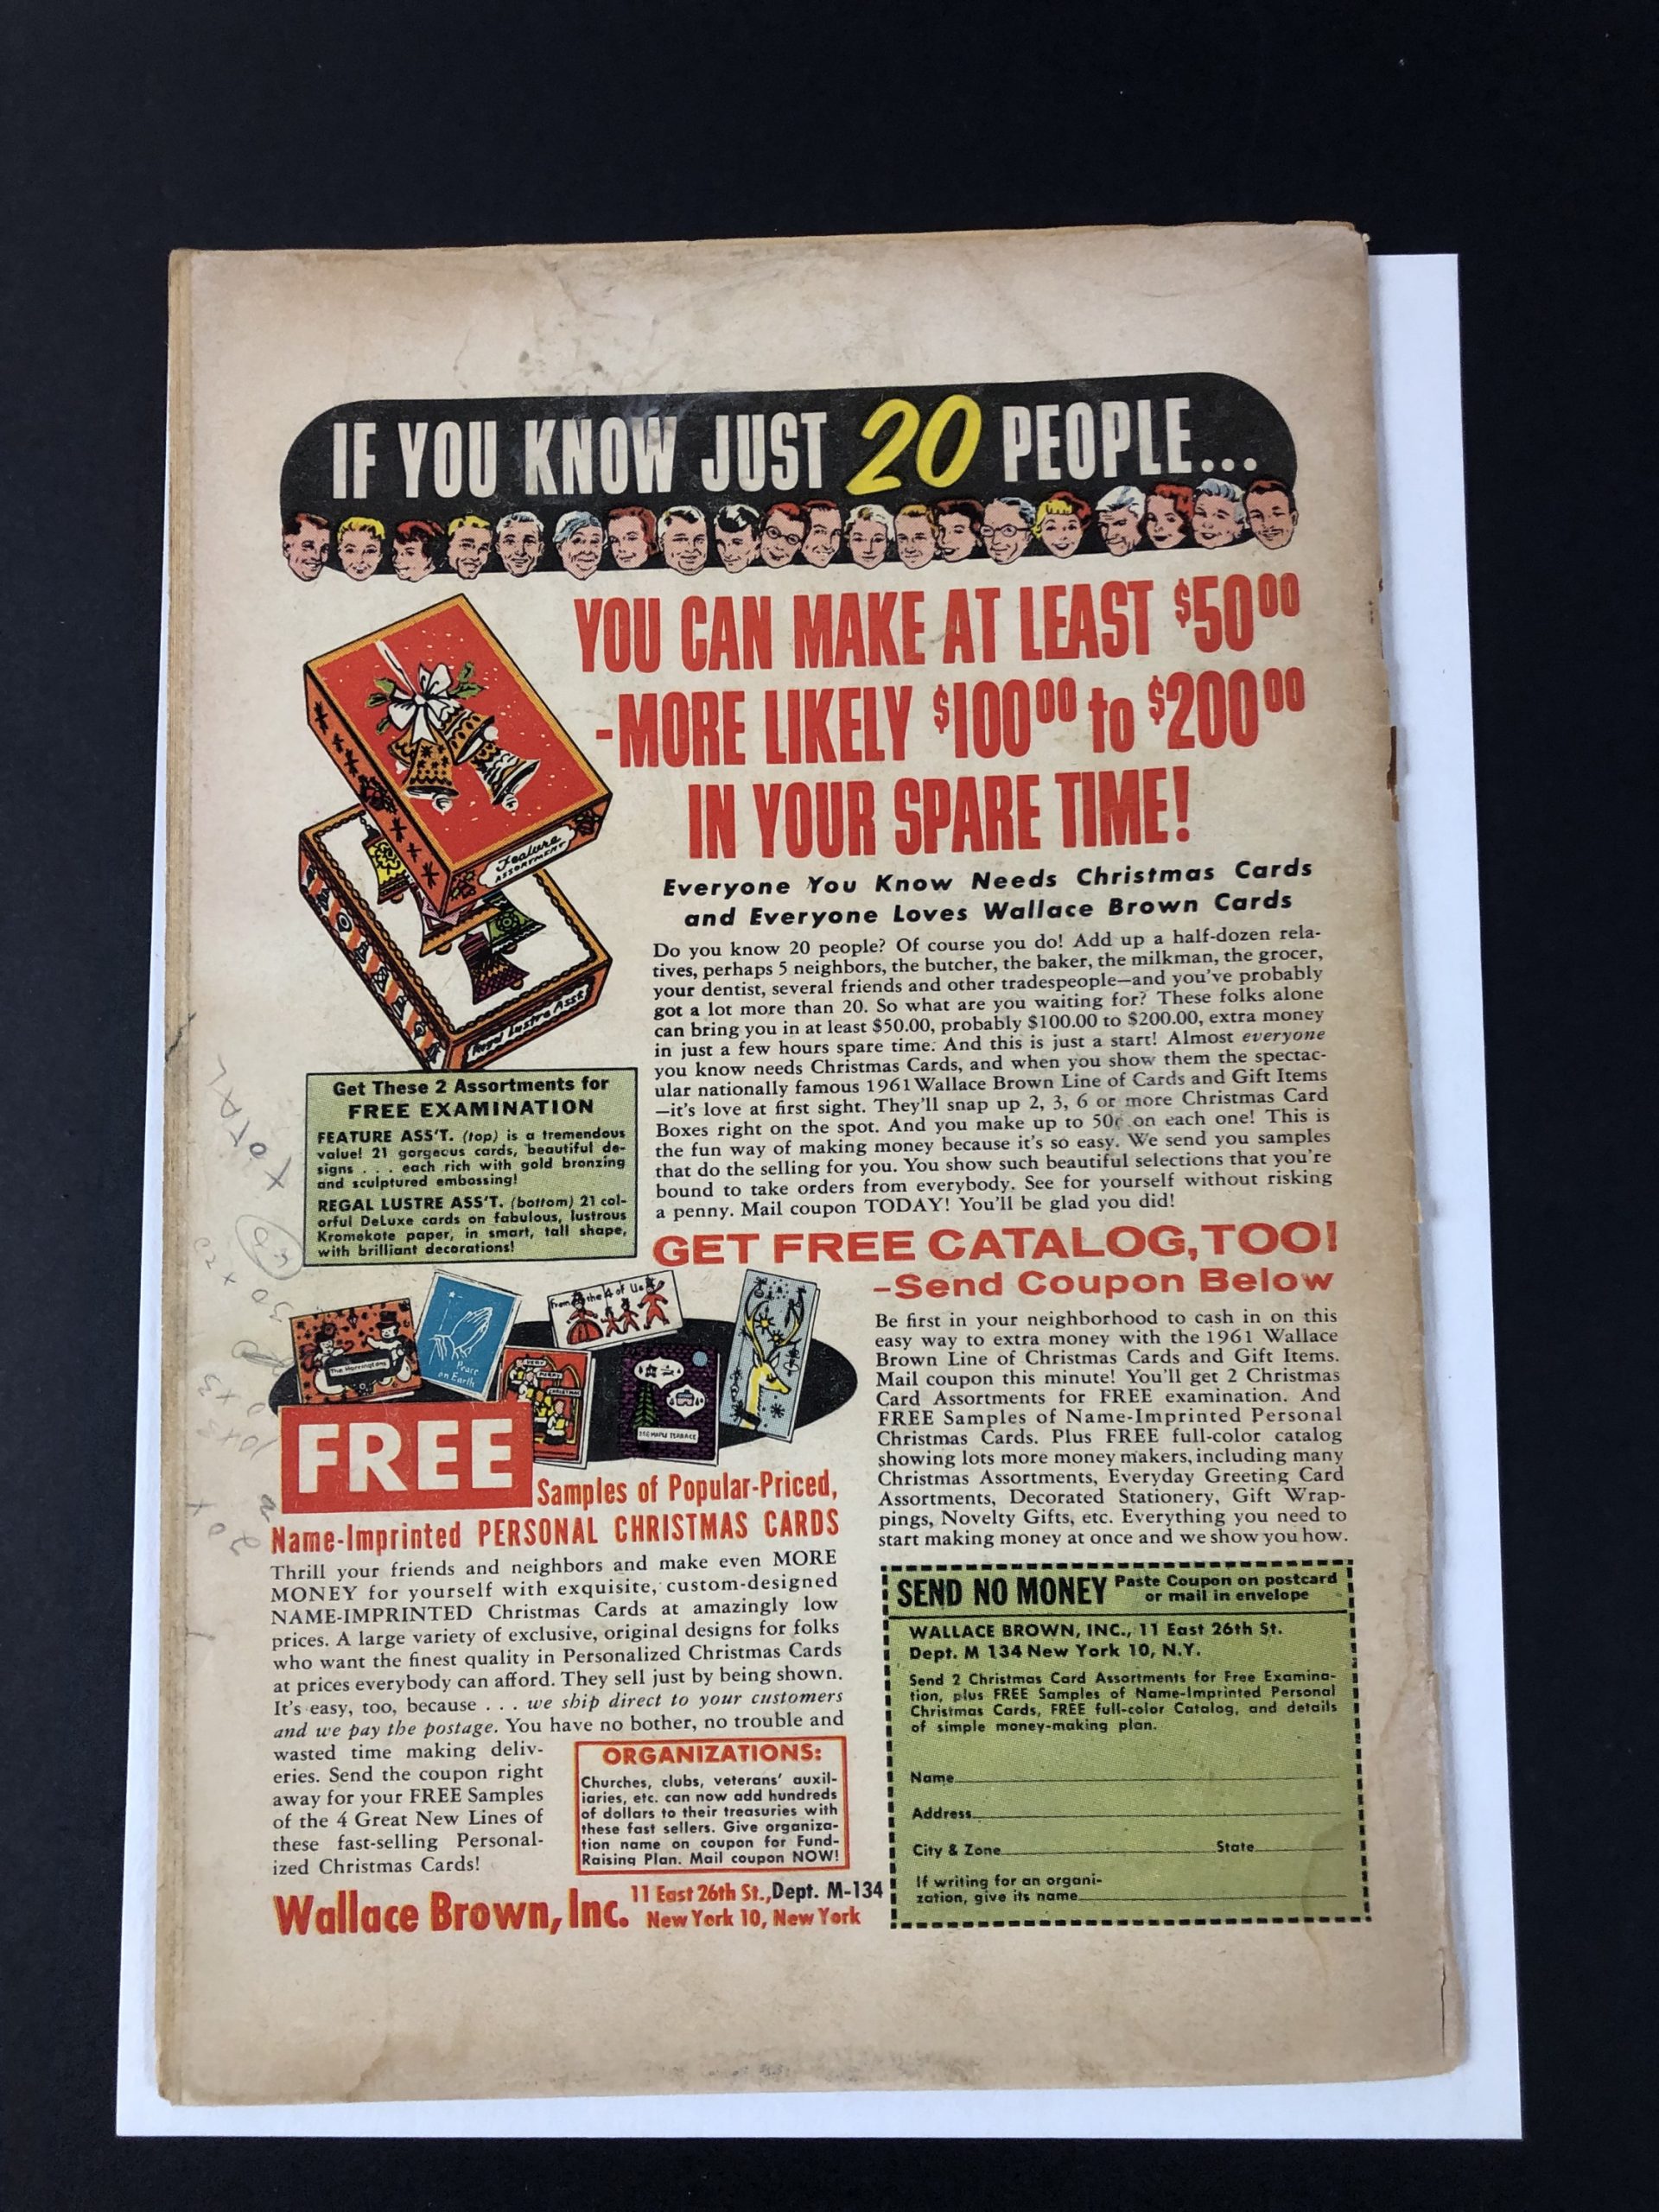 IF YOU KNOW JUST 20 PEOPLE...
YOU CAN MAKE AT LEAST $50⁰⁰
-MORE LIKELY $100⁰⁰ to $200⁰⁰
IN YOUR SPARE TIME!
Feature
ASSORTMENT
Regal Lustre Asst
Everyone You Know Needs Christmas Cards
and Everyone Loves Wallace Brown Cards
Do you know 20 people? Of course you do! Add up a half-dozen rela-
tives, perhaps 5 neighbors, the butcher, the baker, the milkman, the grocer,
your dentist, several friends and other tradespeople—and you've probably
got a lot more than 20. So what are you waiting for? These folks alone
can bring you in at least $50.00, probably $100.00 to $200.00, extra money
in just a few hours spare time. And this is just a start! Almost everyone
you know needs Christmas Cards, and when you show them the spectac-
ular nationally famous 1961 Wallace Brown Line of Cards and Gift Items
—it's love at first sight. They'll snap up 2, 3, 6 or more Christmas Card
Boxes right on the spot. And you make up to 50¢ on each one! This is
the fun way of making money because it's so easy. We send you samples
that do the selling for you. You show such beautiful selections that you're
bound to take orders from everybody. See for yourself without risking
a penny. Mail coupon TODAY! You'll be glad you did!
Get These 2 Assortments for
FREE EXAMINATION
FEATURE ASS'T. (top) is a tremendous
value! 21 gorgeous cards, beautiful de-
signs . . . each rich with gold bronzing
and sculptured embossing!
REGAL LUSTRE ASS'T. (bottom) 21 col-
orful DeLuxe cards on fabulous, lustrous
Kromekote paper, in smart, tall shape,
with brilliant decorations!
GET FREE CATALOG, TOO!
–Send Coupon Below
Be first in your neighborhood to cash in on this
easy way to extra money with the 1961 Wallace
Brown Line of Christmas Cards and Gift Items.
Mail coupon this minute! You'll get 2 Christmas
Card Assortments for FREE examination. And
FREE Samples of Name-Imprinted Personal
Christmas Cards. Plus FREE full-color catalog
showing lots more money makers, including many
Christmas Assortments, Everyday Greeting Card
Assortments, Decorated Stationery, Gift Wrap-
pings, Novelty Gifts, etc. Everything you need to
start making money at once and we show you how.
The Harringtons
Peace
on Earth
From the 4 of Us
A VERY
MERRY
CHRISTMAS
FREE
Samples of Popular-Priced,
Name-Imprinted PERSONAL CHRISTMAS CARDS
Thrill your friends and neighbors and make even MORE
MONEY for yourself with exquisite, custom-designed
NAME-IMPRINTED Christmas Cards at amazingly low
prices. A large variety of exclusive, original designs for folks
who want the finest quality in Personalized Christmas Cards
at prices everybody can afford. They sell just by being shown.
It's easy, too, because . . . we ship direct to your customers
and we pay the postage. You have no bother, no trouble and
wasted time making deliv-
eries. Send the coupon right
away for your FREE Samples
of the 4 Great New Lines of
these fast-selling Personal-
ized Christmas Cards!
ORGANIZATIONS:
Churches, clubs, veterans' auxil-
iaries, etc. can now add hundreds
of dollars to their treasuries with
these fast sellers. Give organiza-
tion name on coupon for Fund-
Raising Plan. Mail coupon NOW!
Wallace Brown, Inc. 11 East 26th St., Dept. M-134
New York 10, New York
SEND NO MONEY Paste Coupon on postcard
or mail in envelope
WALLACE BROWN, INC., 11 East 26th St.
Dept. M 134 New York 10, N.Y.
Send 2 Christmas Card Assortments for Free Examina-
tion, plus FREE Samples of Name-Imprinted Personal
Christmas Cards, FREE full-color Catalog, and details
of simple money-making plan.
Name
Address
City & Zone State
If writing for an organi-
zation, give its name